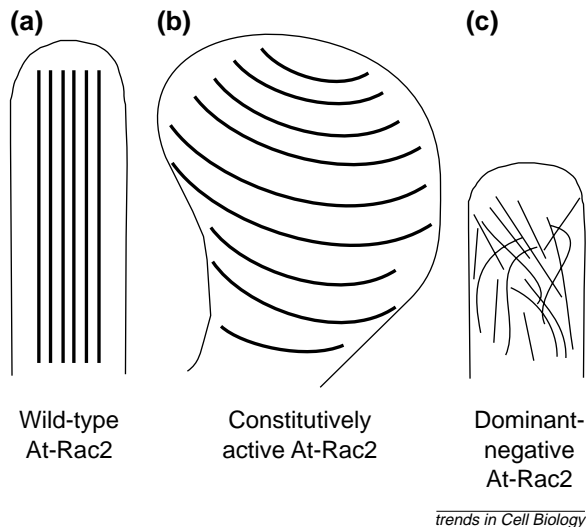 (a)
(b)
(c)
Wild-type
At-Rac2
Constitutively
active At-Rac2
Dominant-
negative
At-Rac2
trends in Cell Biology